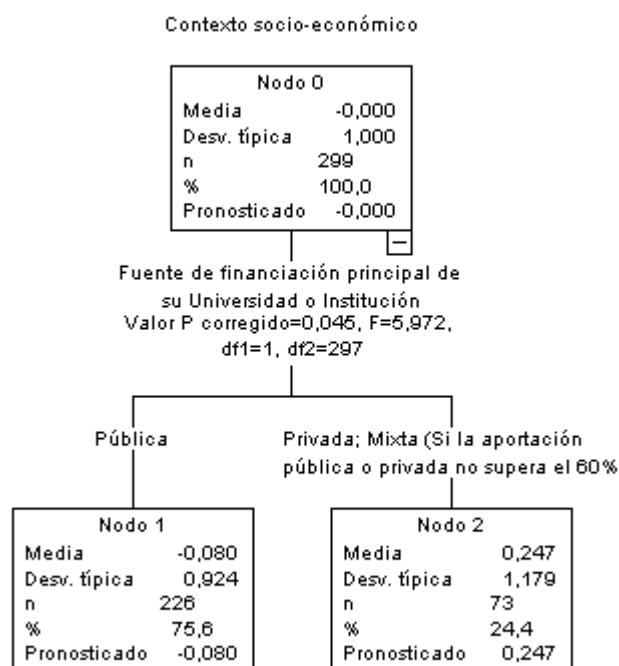 Contexto socio-económico
Nodo 0
Media -0,000
Desv. típica 1,000
n 299
% 100,0
Pronosticado -0,000
Fuente de financiación principal de
su Universidad o Institución
Valor P corregido=0,045, F=5,972,
df1=1, df2=297
Pública
Privada; Mixta (Si la aportación
pública o privada no supera el 60%
Nodo 1
Media -0,080
Desv. típica 0,924
n 226
% 75,6
Pronosticado -0,080
Nodo 2
Media 0,247
Desv. típica 1,179
n 73
% 24,4
Pronosticado 0,247